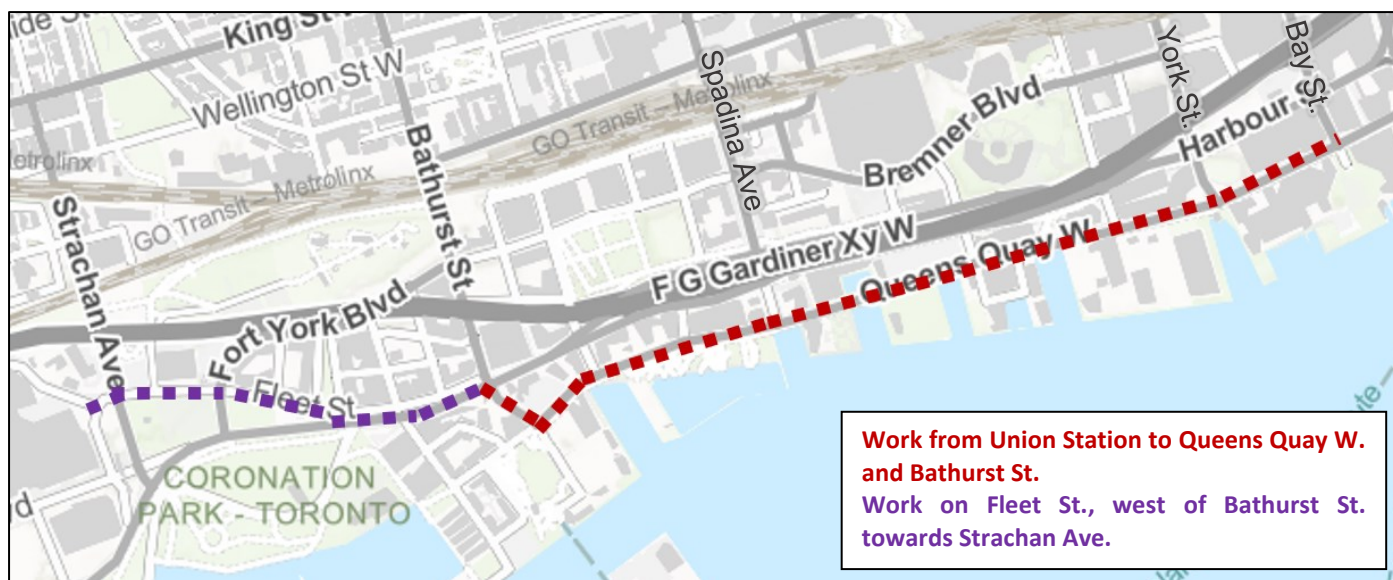 King St W
Wellington St W
GO Transit – Metrolinx
Spadina Ave
York St.
Bay St.
Harbour S
Bremner Blvd
Bathurst St
Metrolinx
GO Transit – Metrolinx
Strachan Ave
F G Gardiner Xy W
Queens Quay W
Fort York Blvd
Fleet St
CORONATION
PARK - TORONTO
Work from Union Station to Queens Quay W.
and Bathurst St.
Work on Fleet St., west of Bathurst St.
towards Strachan Ave.